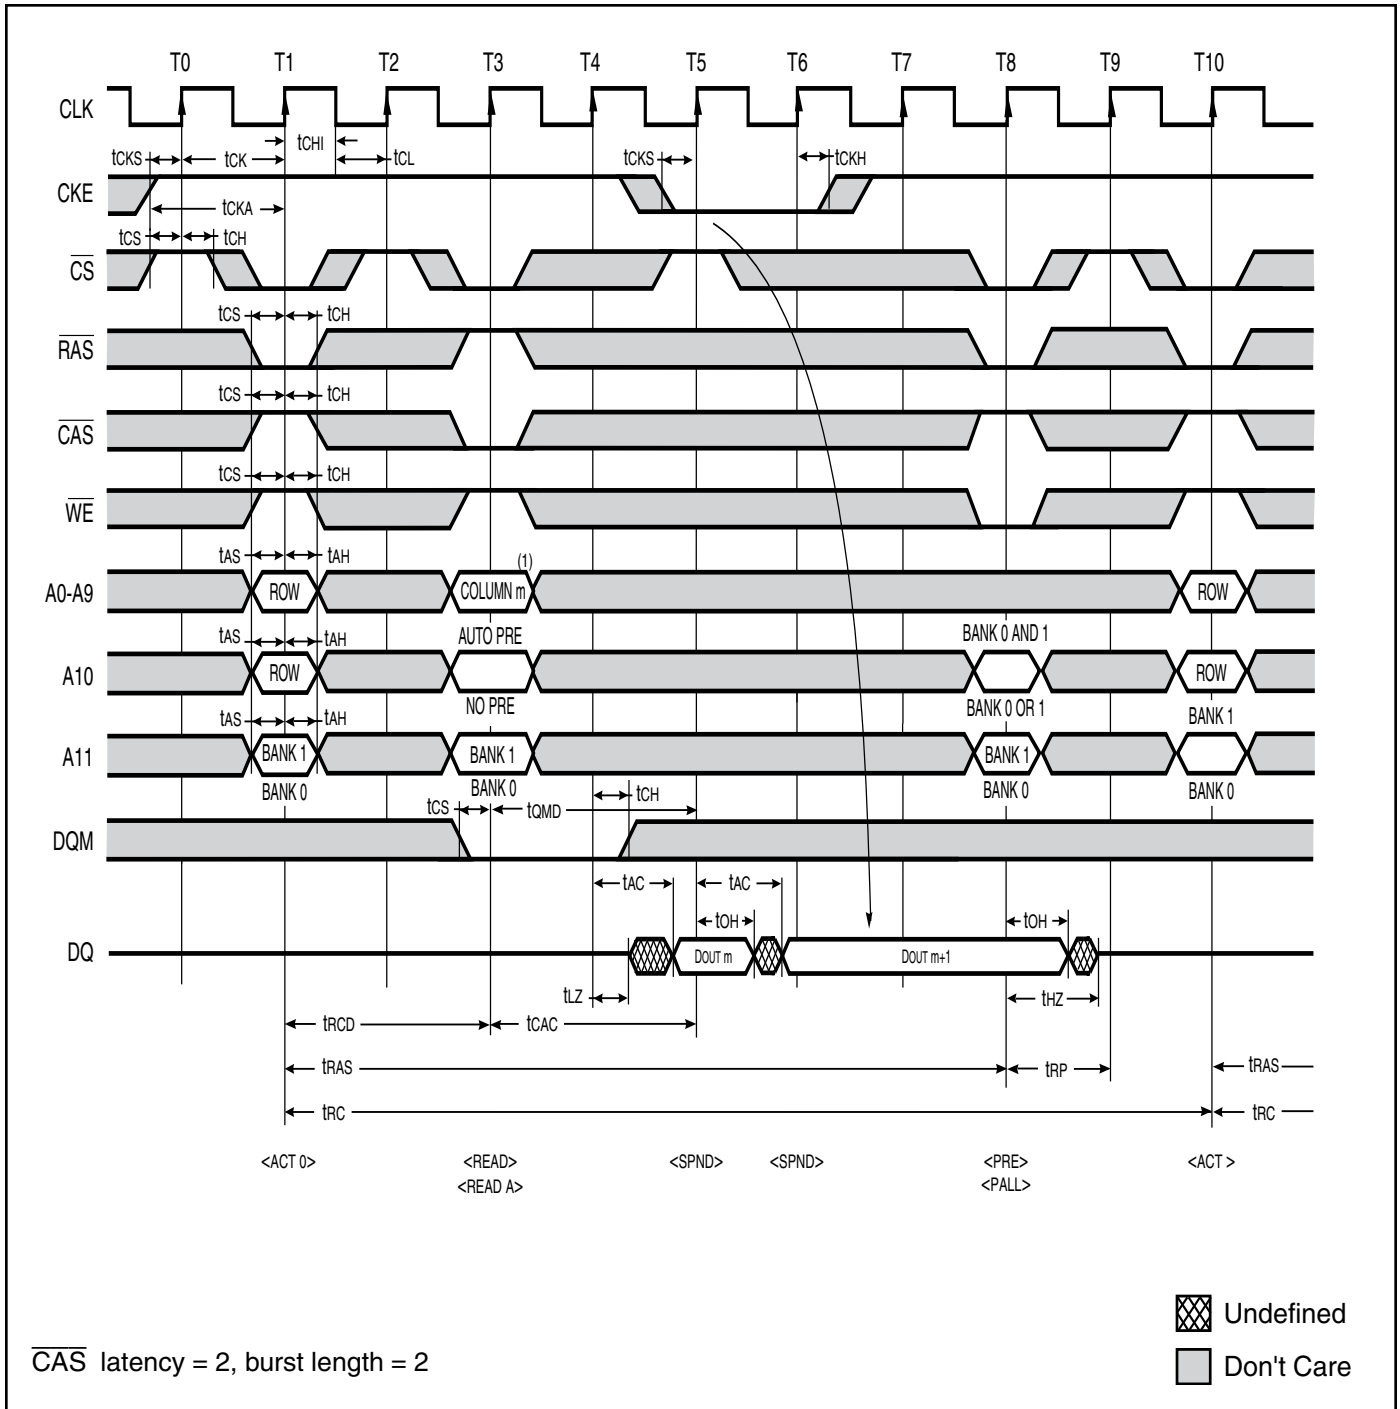 T0 T1 T2 T3 T4 T5 T6 T7 T8 T9 T10
CLK
tCHI
tCKS tCK tCL tCKS tCKH
CKE
tCKA
tCS tCH
CS
tCS tCH
RAS
tCS tCH
CAS
tCS tCH
WE
tAS tAH (1)
A0-A9 ROW COLUMN m ROW
tAS tAH AUTO PRE BANK 0 AND 1
A10 ROW ROW
NO PRE BANK 0 OR 1
tAS tAH BANK 1
A11 BANK 1 BANK 1 BANK 1
BANK 0 BANK 0 BANK 0 BANK 0
tCS tQMD tCH
DQM
tAC tAC
tOH tOH
DQ DOUT m DOUT m+1
tLZ tHZ
tRCD tCAC
tRAS tRP tRAS
tRC tRC
<ACT 0> <READ> <SPND> <SPND> <PRE> <ACT >
<READ A> <PALL>
Undefined
CAS latency = 2, burst length = 2
Don't Care